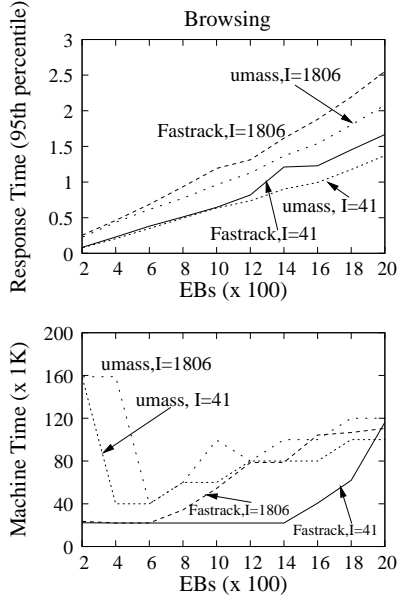 Browsing
Response Time (95th percentile)
3
2.5
2
1.5
1
0.5
0
umass,I=1806
Fastrack,I=1806
umass, I=41
Fastrack,I=41
2 4 6 8 10 12 14 16 18 20
EBs (x 100)
Machine Time (x 1K)
200
160
120
80
40
0
umass,I=1806
umass, I=41
Fastrack,I=1806
Fastrack,I=41
2 4 6 8 10 12 14 16 18 20
EBs (x 100)